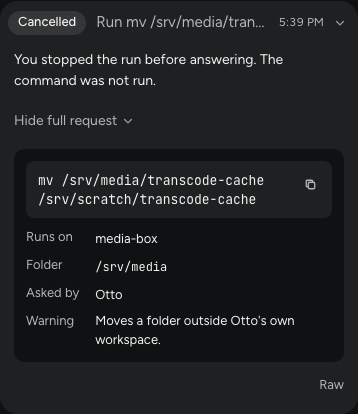 Cancelled Run mv /srv/media/tran... 5:39 PM
You stopped the run before answering. The
command was not run.
Hide full request
mv /srv/media/transcode-cache
/srv/scratch/transcode-cache
Runs on media-box
Folder /srv/media
Asked by Otto
Warning Moves a folder outside Otto's own
workspace.
Raw